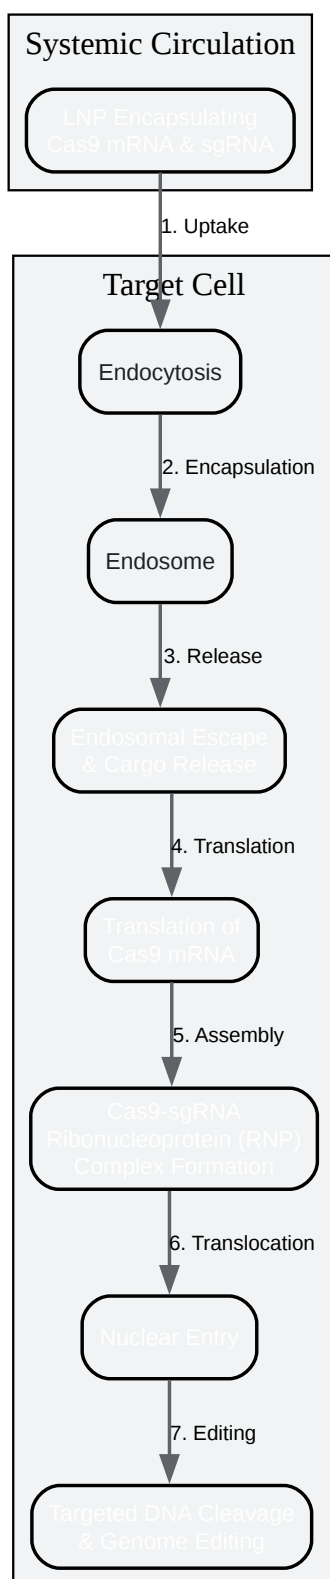 Systemic Circulation
LNP Encapsulating
Cas9 mRNA & sgRNA
1. Uptake
Target Cell
Endocytosis
2. Encapsulation
Endosome
3. Release
Endosomal Escape
& Cargo Release
4. Translation
Translation of
Cas9 mRNA
5. Assembly
Cas9-sgRNA
Ribonucleoprotein (RNP)
Complex Formation
6. Translocation
Nuclear Entry
7. Editing
Targeted DNA Cleavage
& Genome Editing